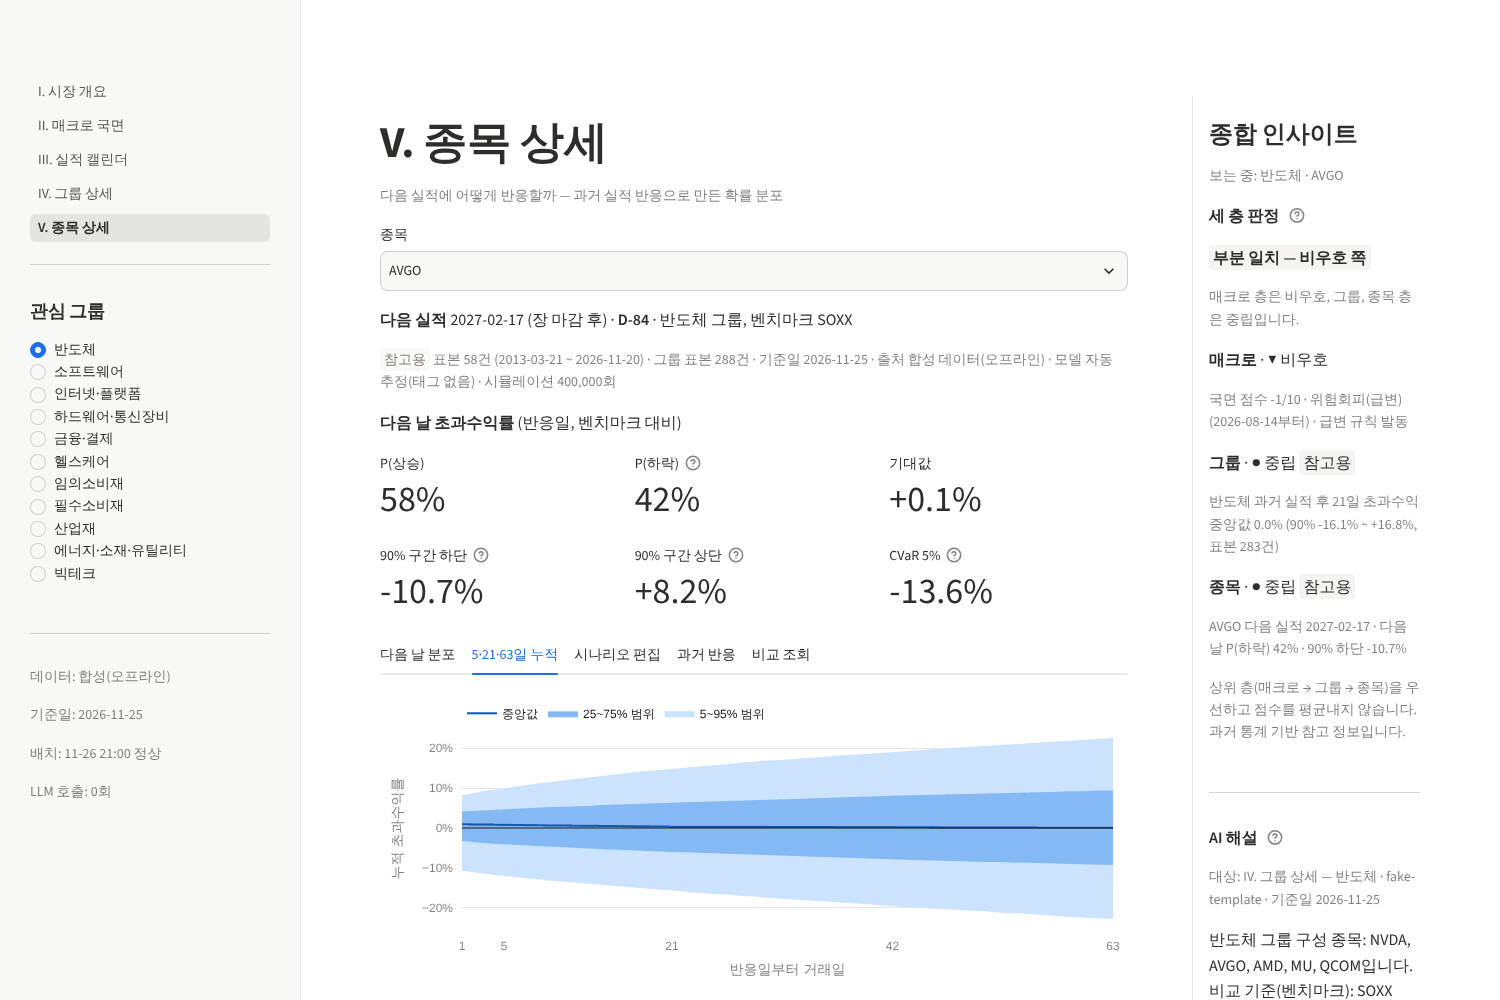 I. 시장 개요
II. 매크로 국면
III. 실적 캘린더
IV. 그룹 상세
V. 종목 상세
관심 그룹
반도체
소프트웨어
인터넷·플랫폼
하드웨어·통신장비
금융·결제
헬스케어
임의소비재
필수소비재
산업재
에너지·소재·유틸리티
빅테크
데이터: 합성(오프라인)
기준일: 2026-11-25
배치: 11-26 21:00 정상
LLM 호출: 0회
V. 종목 상세
다음 실적에 어떻게 반응할까 — 과거 실적 반응으로 만든 확률 분포
종목
AVGO
다음 실적 2027-02-17 (장 마감 후) · D-84 · 반도체 그룹, 벤치마크 SOXX
참고용 표본 58건 (2013-03-21 ~ 2026-11-20) · 그룹 표본 288건 · 기준일 2026-11-25 · 출처 합성 데이터(오프라인) · 모델 자동
추정(태그 없음) · 시뮬레이션 400,000회
다음 날 초과수익률 (반응일, 벤치마크 대비)
P(상승) P(하락) 기대값
58% 42% +0.1%
90% 구간 하단 90% 구간 상단 CVaR 5%
-10.7% +8.2% -13.6%
다음 날 분포 5·21·63일 누적 시나리오 편집 과거 반응 비교 조회
중앙값 25~75% 범위 5~95% 범위
누적 초과수익률
20%
10%
0%
−10%
−20%
1 5 21 42 63
반응일부터 거래일
종합 인사이트
보는 중: 반도체 · AVGO
세 층 판정
부분 일치 — 비우호 쪽
매크로 층은 비우호, 그룹, 종목 층
은 중립입니다.
매크로 · ▼ 비우호
국면 점수 -1/10 · 위험회피(급변)
(2026-08-14부터) · 급변 규칙 발동
그룹 · ● 중립 참고용
반도체 과거 실적 후 21일 초과수익
중앙값 0.0% (90% -16.1% ~ +16.8%,
표본 283건)
종목 · ● 중립 참고용
AVGO 다음 실적 2027-02-17 · 다음
날 P(하락) 42% · 90% 하단 -10.7%
상위 층(매크로 → 그룹 → 종목)을 우
선하고 점수를 평균내지 않습니다.
과거 통계 기반 참고 정보입니다.
AI 해설
대상: IV. 그룹 상세 — 반도체 · fake-
template · 기준일 2026-11-25
반도체 그룹 구성 종목: NVDA,
AVGO, AMD, MU, QCOM입니다.
비교 기준(벤치마크): SOXX